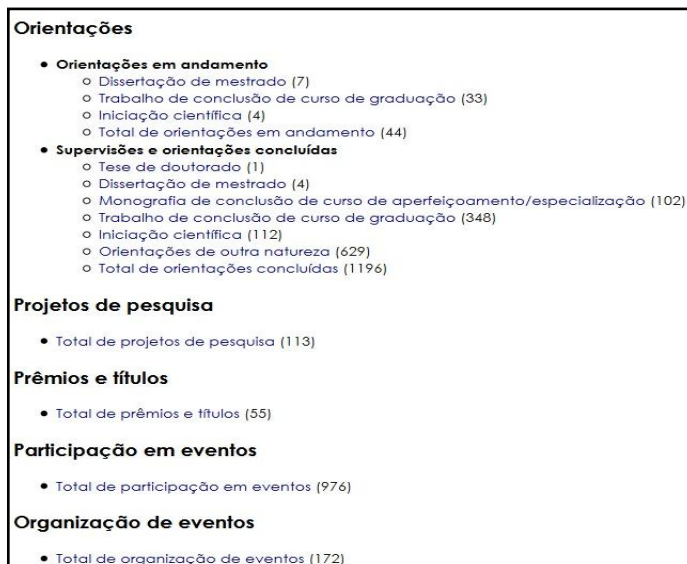 Orientações
Orientações em andamento
Dissertação de mestrado (7)
Trabalho de conclusão de curso de graduação (33)
Iniciação científica (4)
Total de orientações em andamento (44)
Supervisões e orientações concluídas
Tese de doutorado (1)
Dissertação de mestrado (4)
Monografia de conclusão de curso de aperfeiçoamento/especialização (102)
Trabalho de conclusão de curso de graduação (348)
Iniciação científica (112)
Orientações de outra natureza (629)
Total de orientações concluídas (1196)
Projetos de pesquisa
Total de projetos de pesquisa (113)
Prêmios e títulos
Total de prêmios e títulos (55)
Participação em eventos
Total de participação em eventos (976)
Organização de eventos
Total de organização de eventos (172)